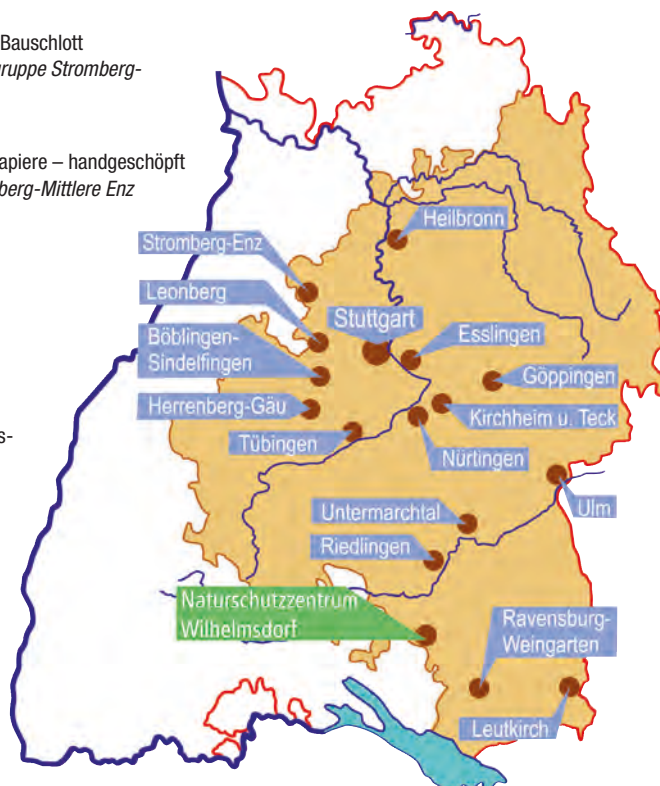 Bauschlott
gruppe Stromberg-
apiere – handgeschöpft
berg-Mittlere Enz
s-
Heilbronn
Stromberg-Enz
Leonberg
Stuttgart
Böblingen-
Sindelfingen
Esslingen
Göppingen
Herrenberg-Gäu
Kirchheim u. Teck
Tübingen
Nürtingen
Ulm
Untermarchtal
Riedlingen
Naturschutzzentrum
Wilhelmsdorf
Ravensburg-
Weingarten
Leutkirch